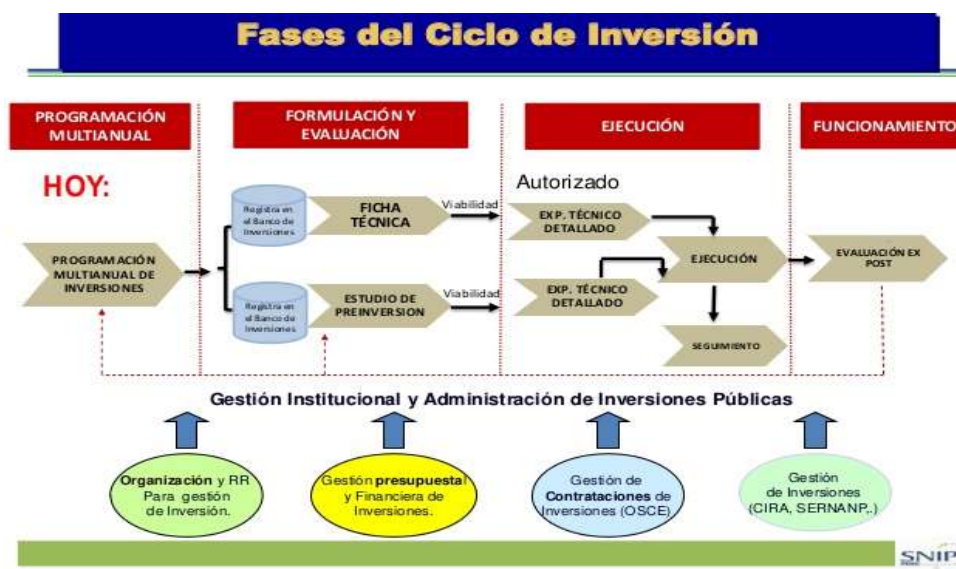 Fases del Ciclo de Inversión
PROGRAMACIÓN
MULTIANUAL
FORMULACIÓN Y
EVALUACIÓN
EJECUCIÓN
FUNCIONAMIENTO
HOY:
Registra en
el Banco de
Inversiones
FICHA
TÉCNICA
Viabilidad
Autorizado
EXP. TÉCNICO
DETALLADO
PROGRAMACIÓN
MULTIANUAL DE
INVERSIONES
EJECUCIÓN
EVALUACIÓN EX
POST
Registra en
el Banco de
Inversiones
ESTUDIO DE
PREINVERSION
Viabilidad
EXP. TÉCNICO
DETALLADO
SEGUIMIENTO
Gestión Institucional y Administración de Inversiones Públicas
Organización y RR
Para gestión
de Inversión.
Gestión presupuestal
y Financiera de
Inversiones.
Gestión de
Contrataciones de
Inversiones (OSCE)
Gestión
de Inversiones
(CIRA, SERNANP,.)
SNIP